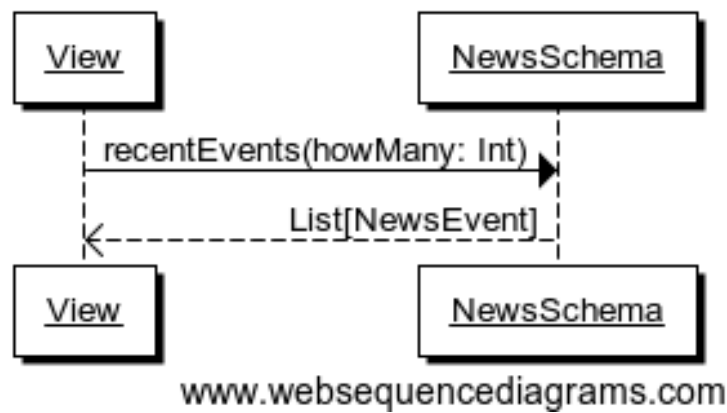 View NewsSchema
recentEvents(howMany: Int)
List[NewsEvent]
View NewsSchema
www.websequencediagrams.com